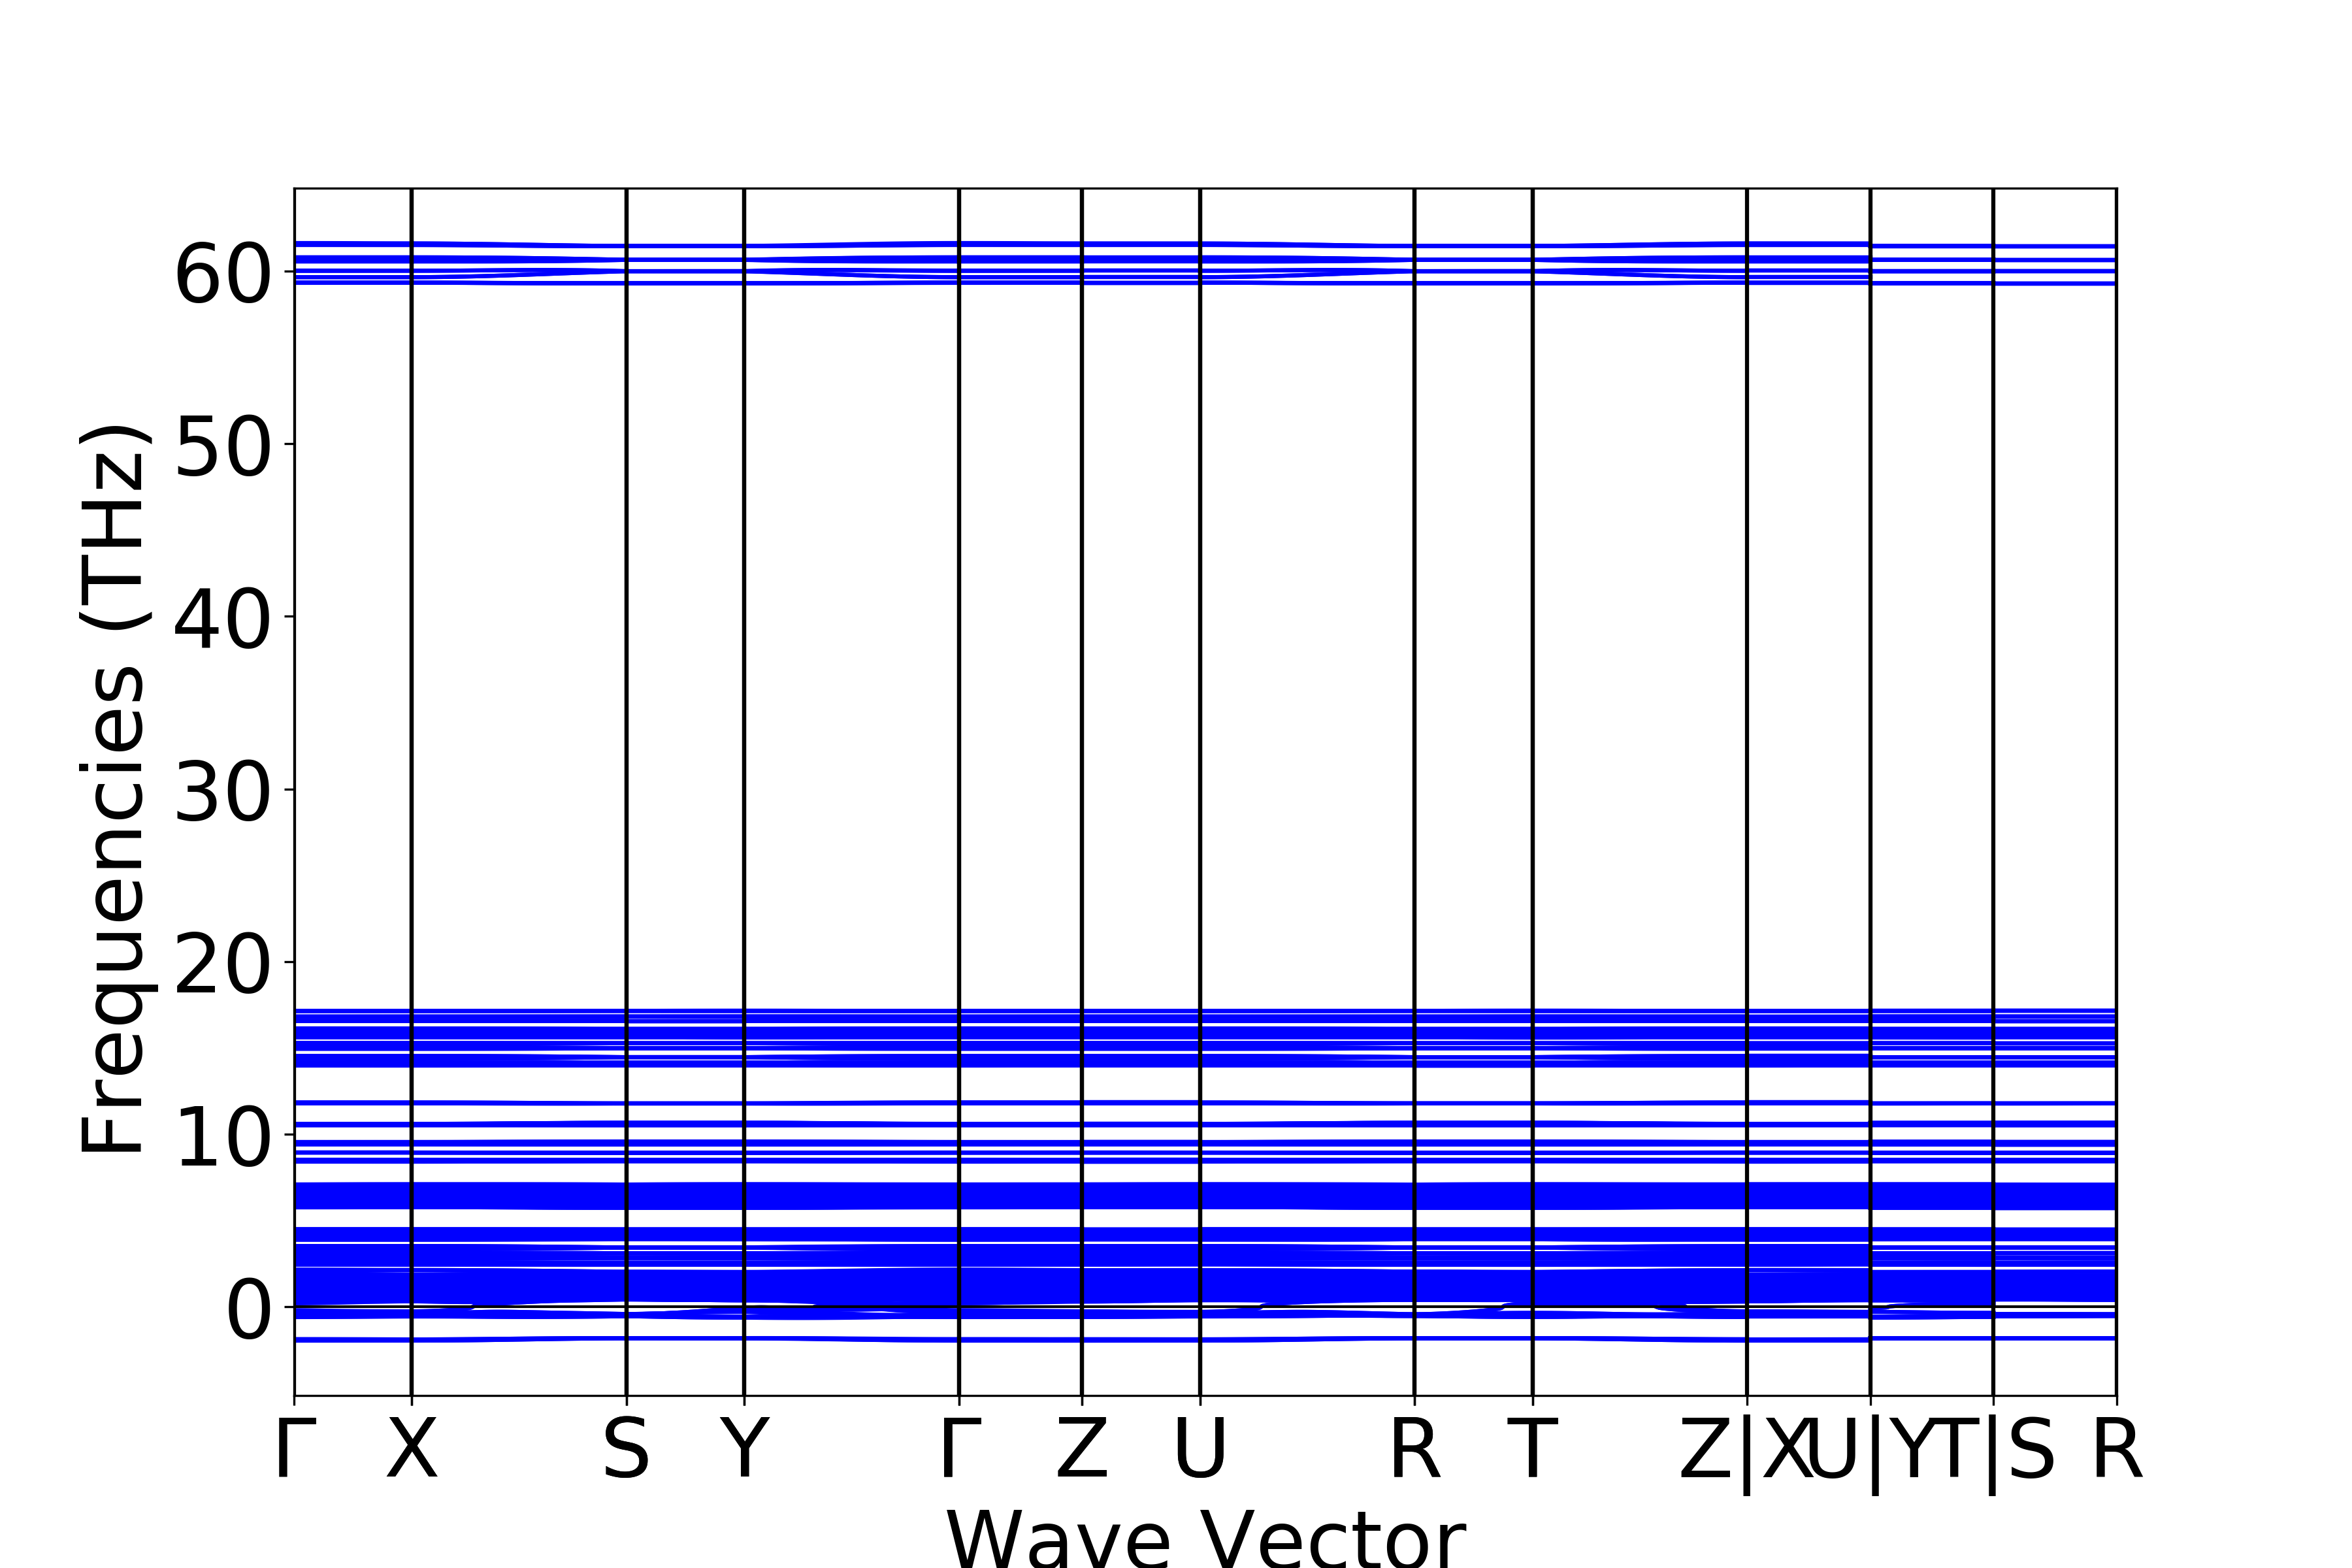 Frequencies (THz)
60
50
40
30
20
10
0
Γ X S Y Γ Z U R T Z|X U|Y T|S R
Wave Vector